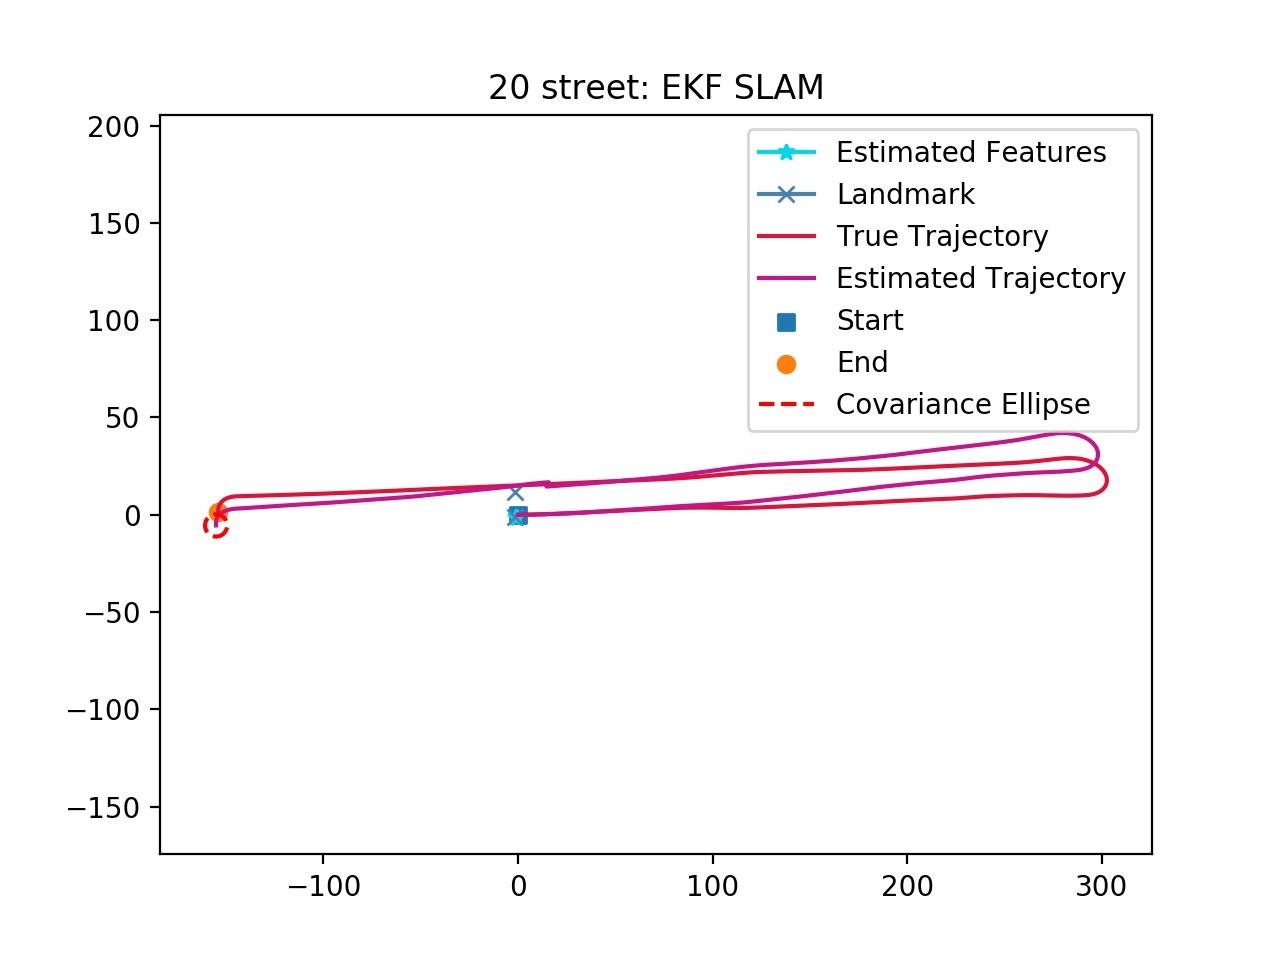 20 street: EKF SLAM
200
150
100
50
0
−50
−100
−150
Estimated Features
Landmark
True Trajectory
Estimated Trajectory
Start
End
Covariance Ellipse
−100 0 100 200 300